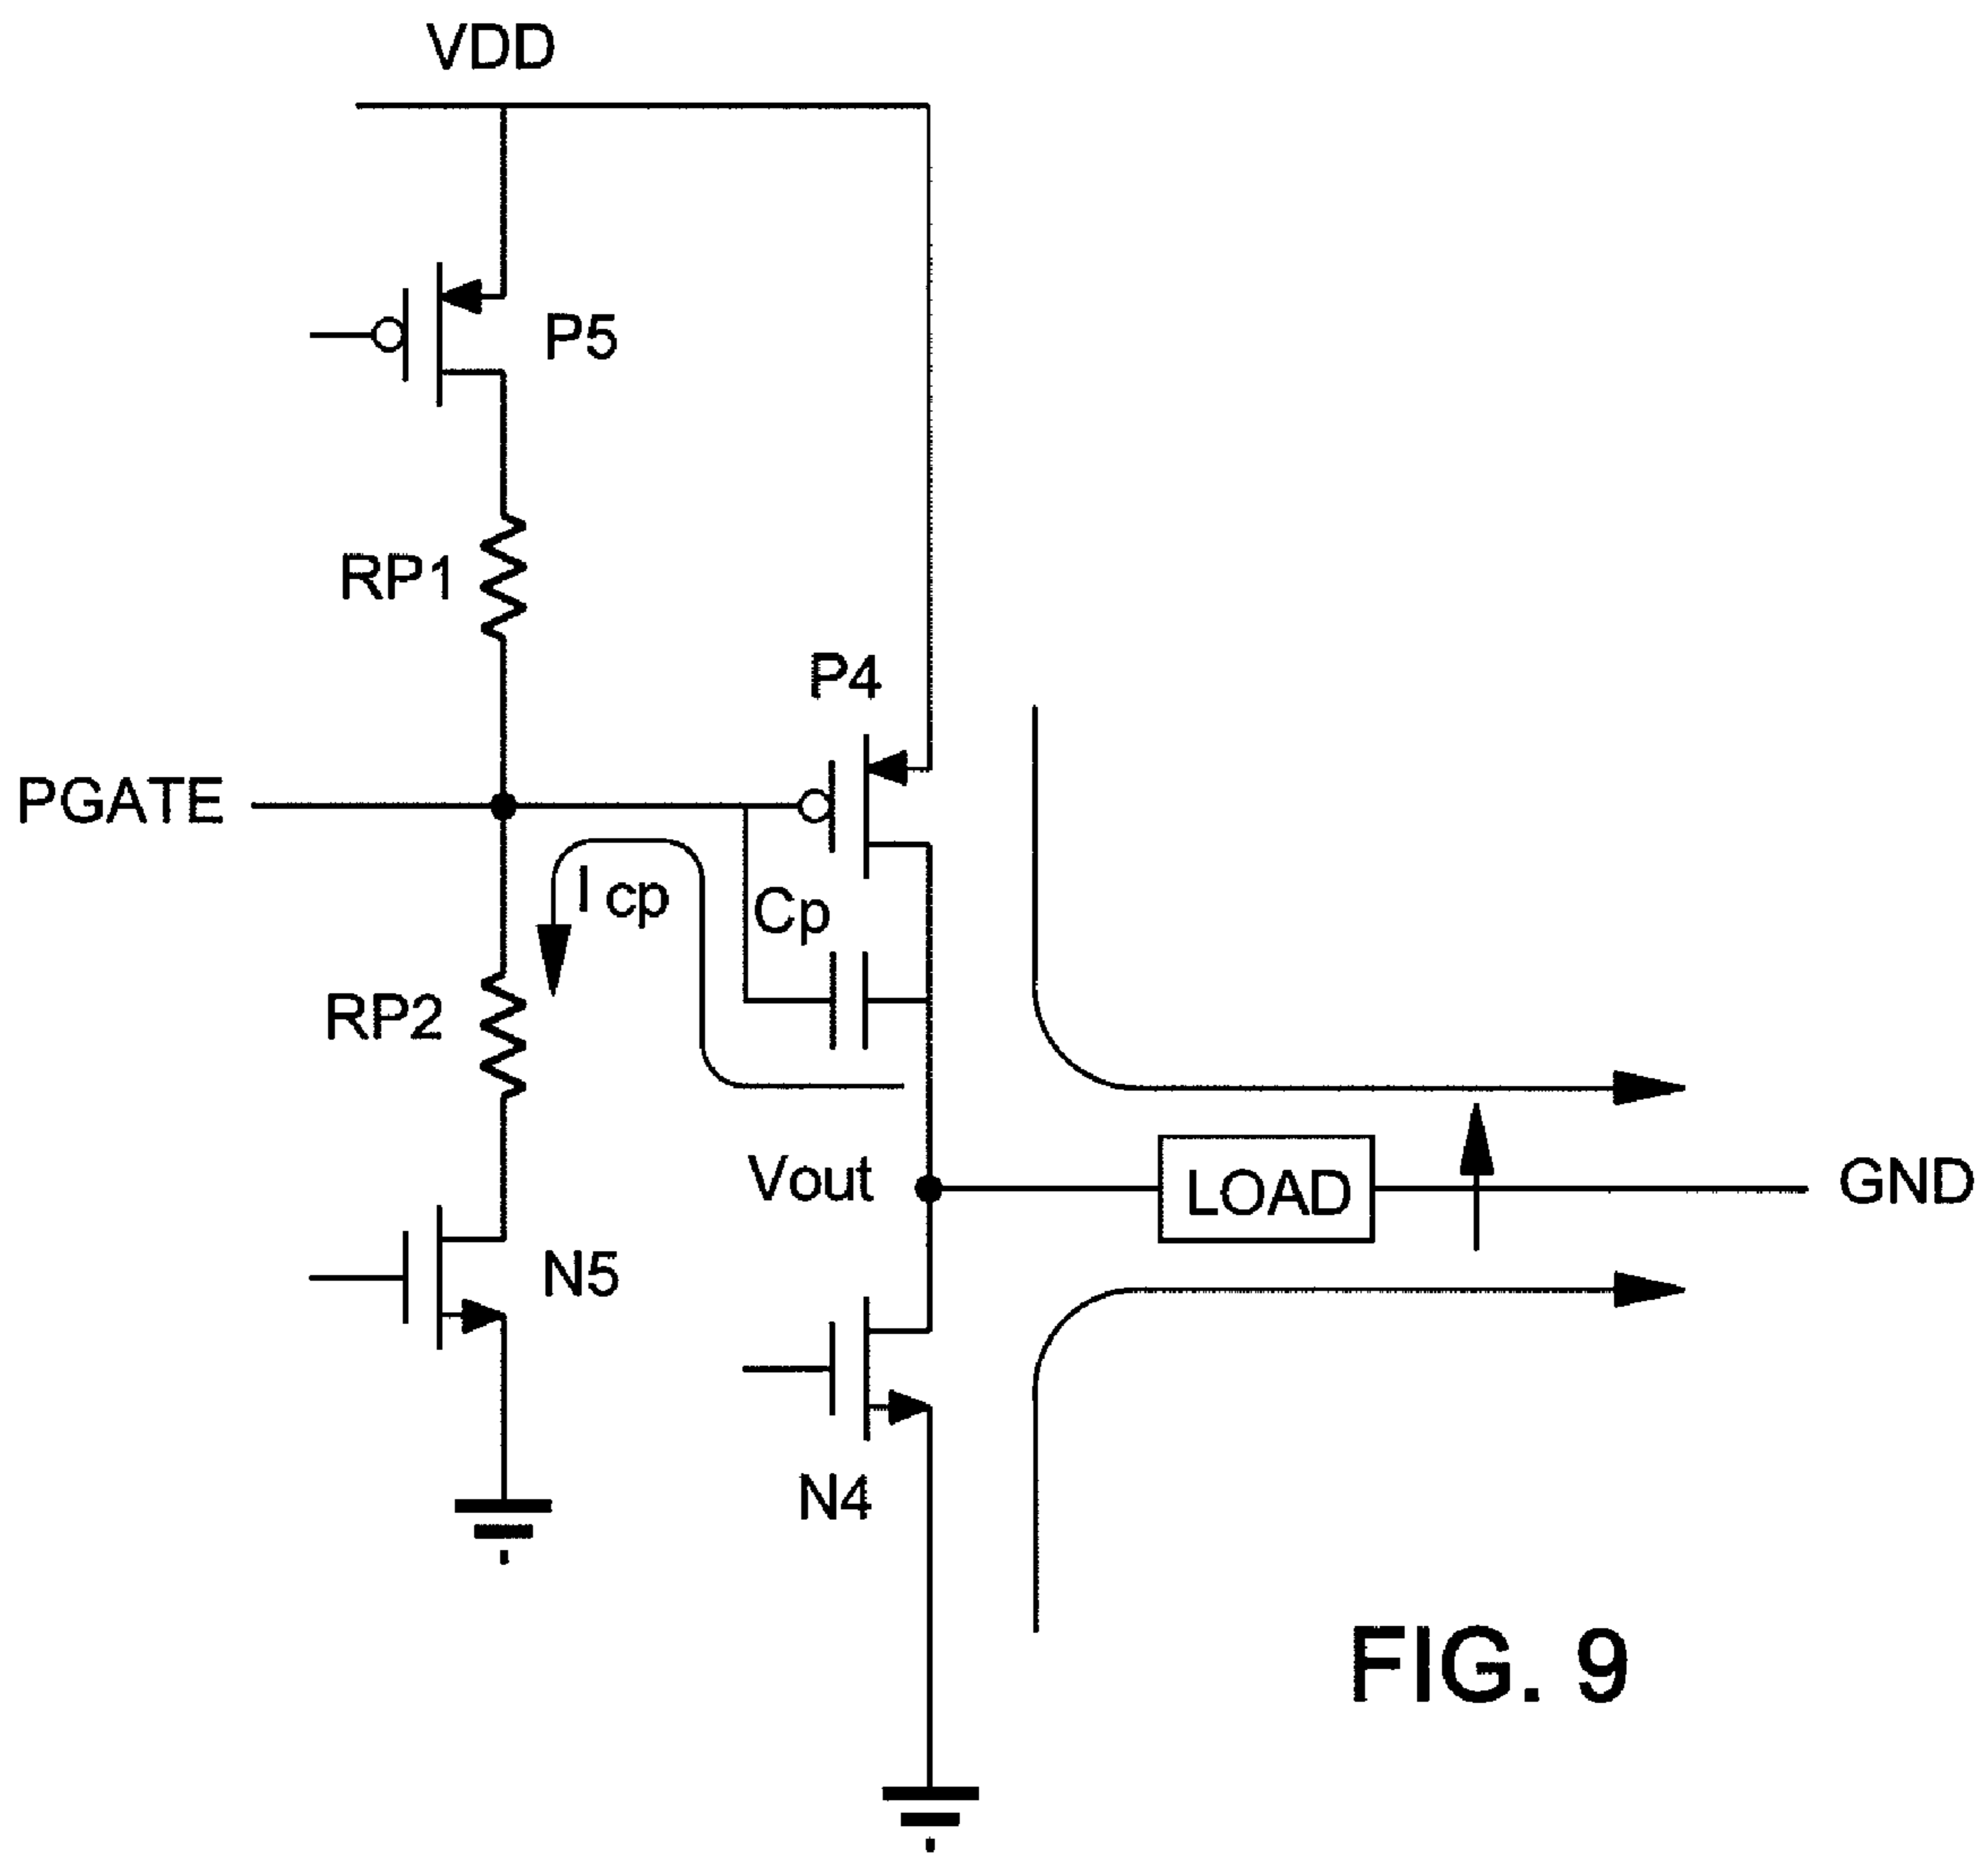 VDD
P5
RP1
P4
PGATE
I cp
Cp
RP2
Vout
LOAD
GND
N5
N4
FIG. 9